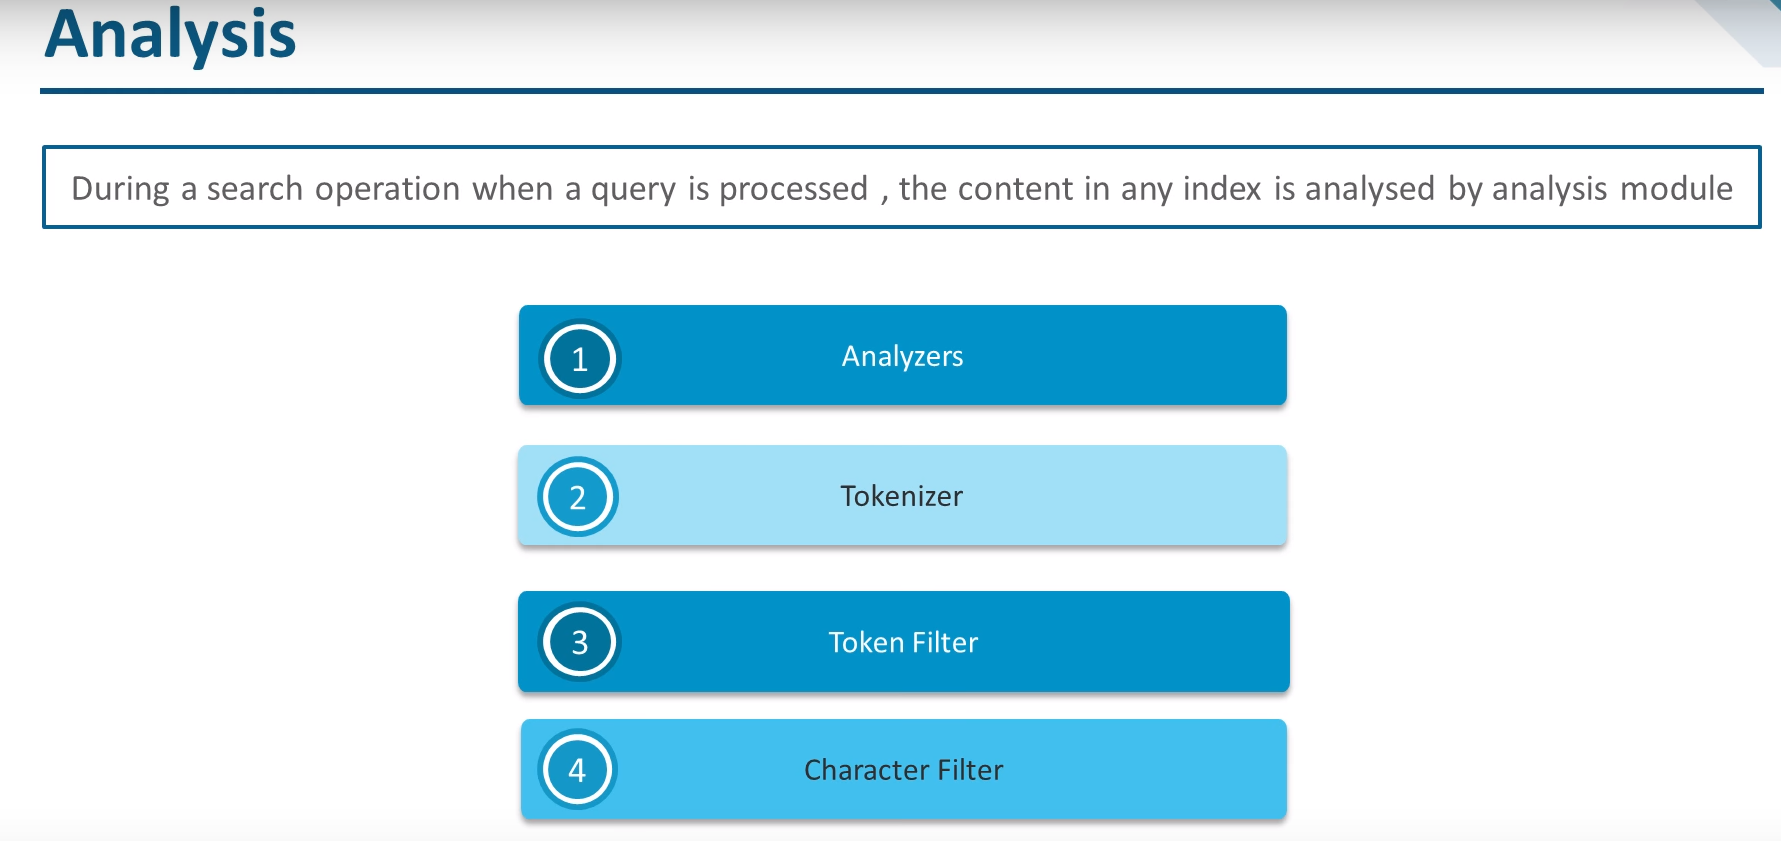 Analysis
During a search operation when a query is processed , the content in any index is analysed by analysis module
1 Analyzers
2 Tokenizer
3 Token Filter
4 Character Filter